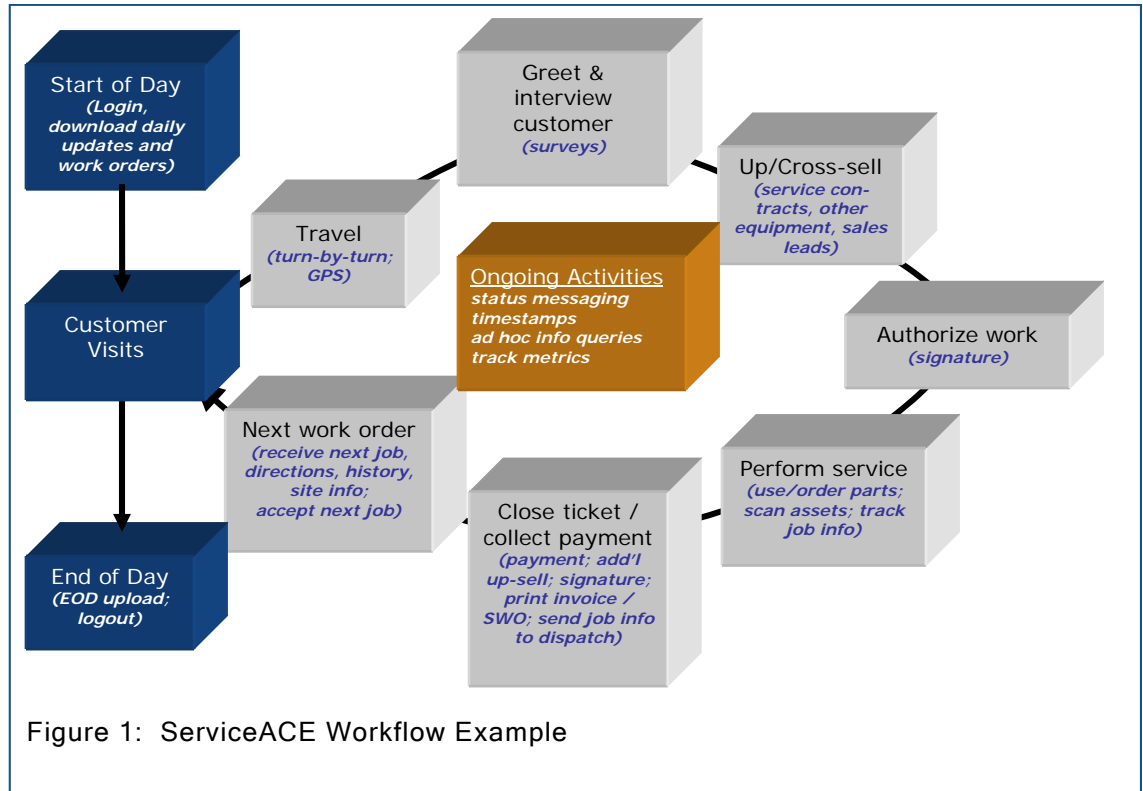 Start of Day
(Login,
download daily
updates and
work orders)
Greet &
interview
customer
(surveys)
Up/Cross-sell
(service con-
tracts, other
equipment, sales
leads)
Travel
(turn-by-turn;
GPS)
Ongoing Activities
status messaging
timestamps
ad hoc info queries
track metrics
Customer
Visits
Authorize work
(signature)
Next work order
(receive next job,
directions, history,
site info;
accept next job)
Perform service
(use/order parts;
scan assets; track
job info)
Close ticket /
collect payment
(payment; add'l
up-sell; signature;
print invoice /
SWO; send job info
to dispatch)
End of Day
(EOD upload;
logout)
Figure 1:  ServiceACE Workflow Example